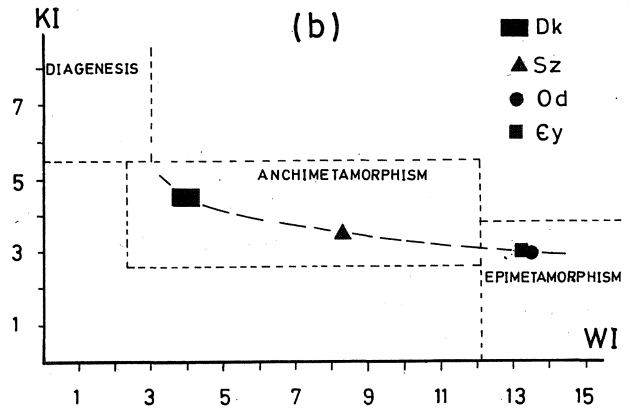 KI
(b)
Dk
Sz
Od
Єy
DIAGENESIS
ANCHIMETAMORPHISM
EPIMETAMORPHISM
7
5
3
1
WI
1 3 5 7 9 11 13 15